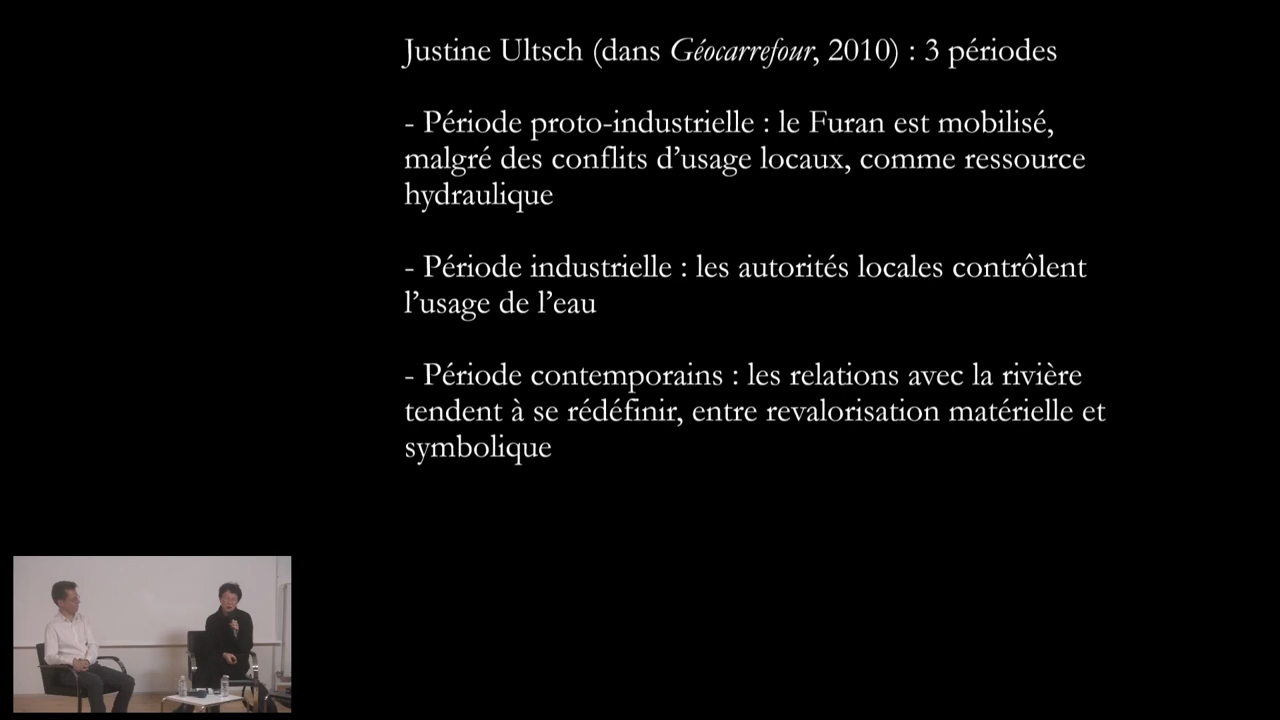 Justine Ultsch (dans Géocarrefour, 2010) : 3 périodes
- Période proto-industrielle : le Furan est mobilisé,
malgré des conflits d’usage locaux, comme ressource
hydraulique
- Période industrielle : les autorités locales contrôlent
l’usage de l’eau
- Période contemporains : les relations avec la rivière
tendent à se rédéfinir, entre revalorisation matérielle et
symbolique